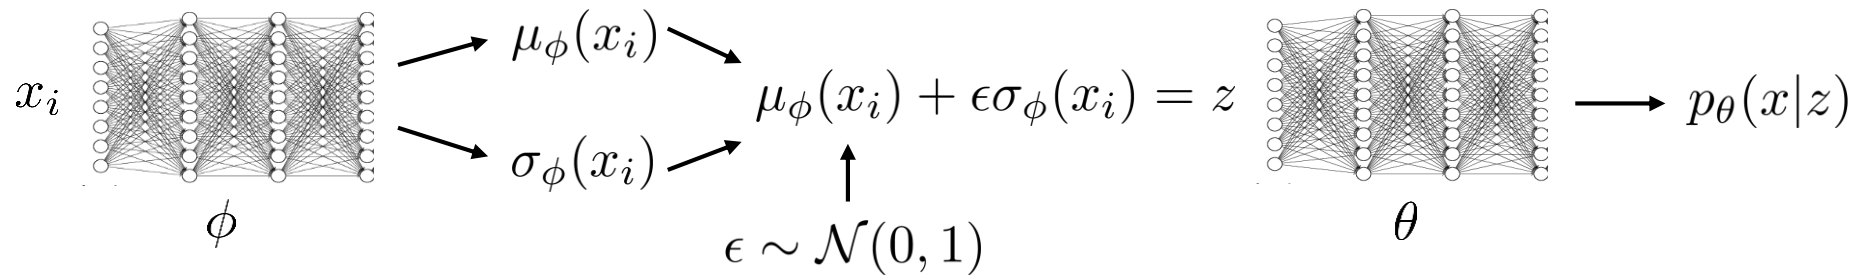 x_i
ϕ
μ_ϕ(x_i)
σ_ϕ(x_i)
μ_ϕ(x_i) + ϵσ_ϕ(x_i) = z
ϵ ∼ 𝒩(0, 1)
θ
p_θ(x|z)